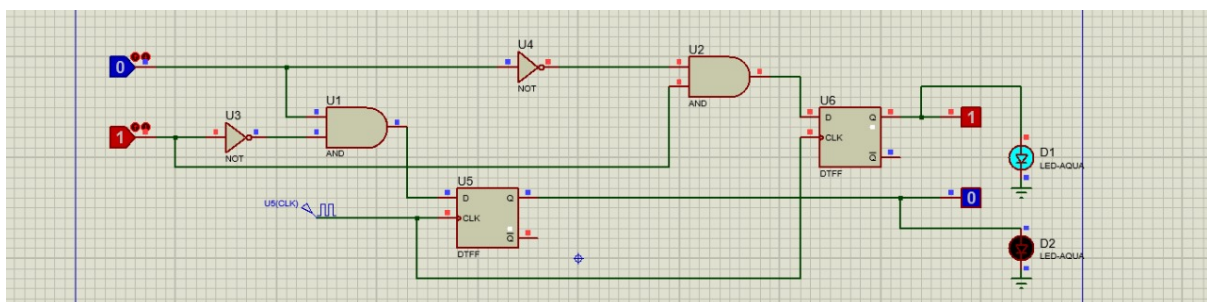 U4
U2
0
NOT
AND
U1
U6
U3
D
Q
1
1
CLK
NOT
AND
Q
D1
LED-AQUA
DTFF
U5
U5(CLK)
D
Q
0
CLK
Q
D2
LED-AQUA
DTFF